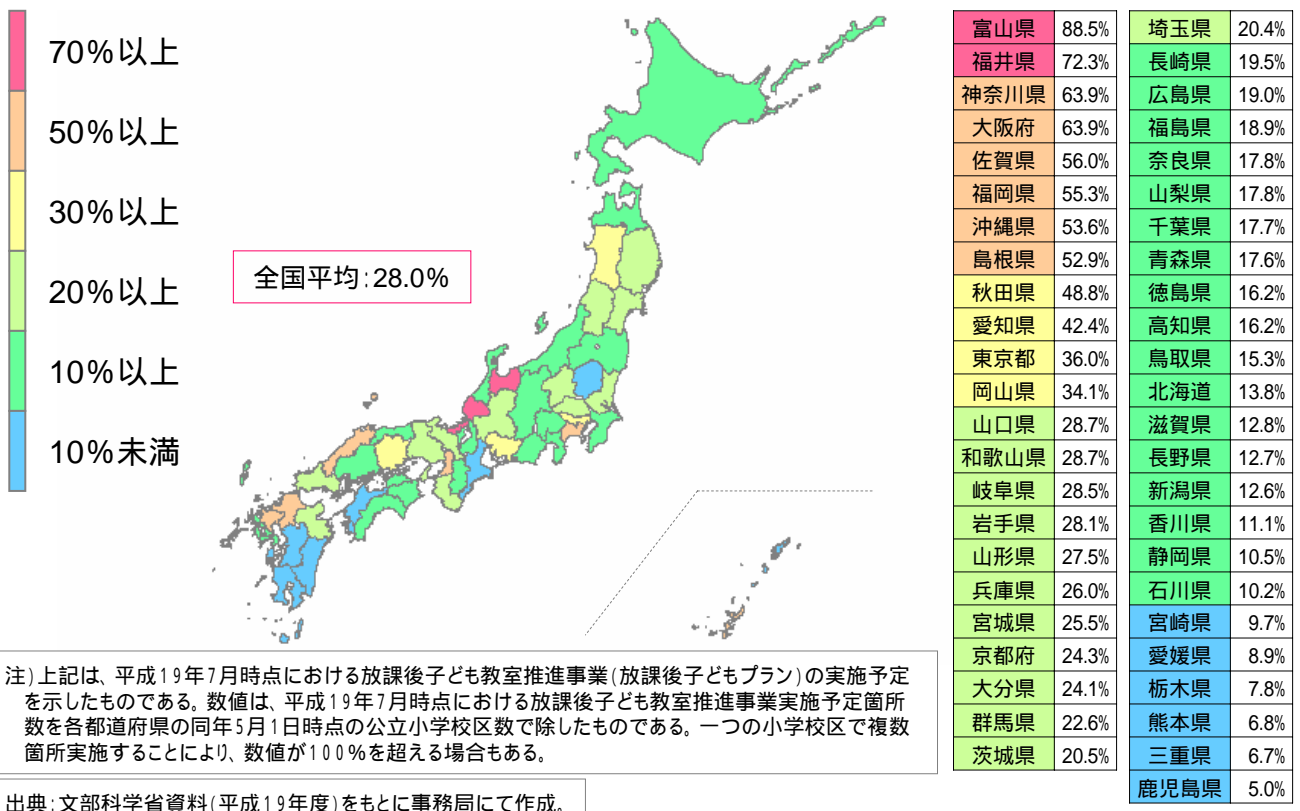 70%以上
50%以上
30%以上
20%以上
10%以上
10%未満
全国平均:28.0%
富山県 88.5%
福井県 72.3%
神奈川県 63.9%
大阪府 63.9%
佐賀県 56.0%
福岡県 55.3%
沖縄県 53.6%
島根県 52.9%
秋田県 48.8%
愛知県 42.4%
東京都 36.0%
岡山県 34.1%
山口県 28.7%
和歌山県 28.7%
岐阜県 28.5%
岩手県 28.1%
山形県 27.5%
兵庫県 26.0%
宮城県 25.5%
京都府 24.3%
大分県 24.1%
群馬県 22.6%
茨城県 20.5%
埼玉県 20.4%
長崎県 19.5%
広島県 19.0%
福島県 18.9%
奈良県 17.8%
山梨県 17.8%
千葉県 17.7%
青森県 17.6%
徳島県 16.2%
高知県 16.2%
鳥取県 15.3%
北海道 13.8%
滋賀県 12.8%
長野県 12.7%
新潟県 12.6%
香川県 11.1%
静岡県 10.5%
石川県 10.2%
宮崎県 9.7%
愛媛県 8.9%
栃木県 7.8%
熊本県 6.8%
三重県 6.7%
鹿児島県 5.0%
注)上記は、平成19年7月時点における放課後子ども教室推進事業(放課後子どもプラン)の実施予定
を示したものである。数値は、平成19年7月時点における放課後子ども教室推進事業実施予定箇所
数を各都道府県の同年5月1日時点の公立小学校区数で除したものである。一つの小学校区で複数
箇所実施することにより、数値が100%を超える場合もある。
出典:文部科学省資料(平成19年度)をもとに事務局にて作成。